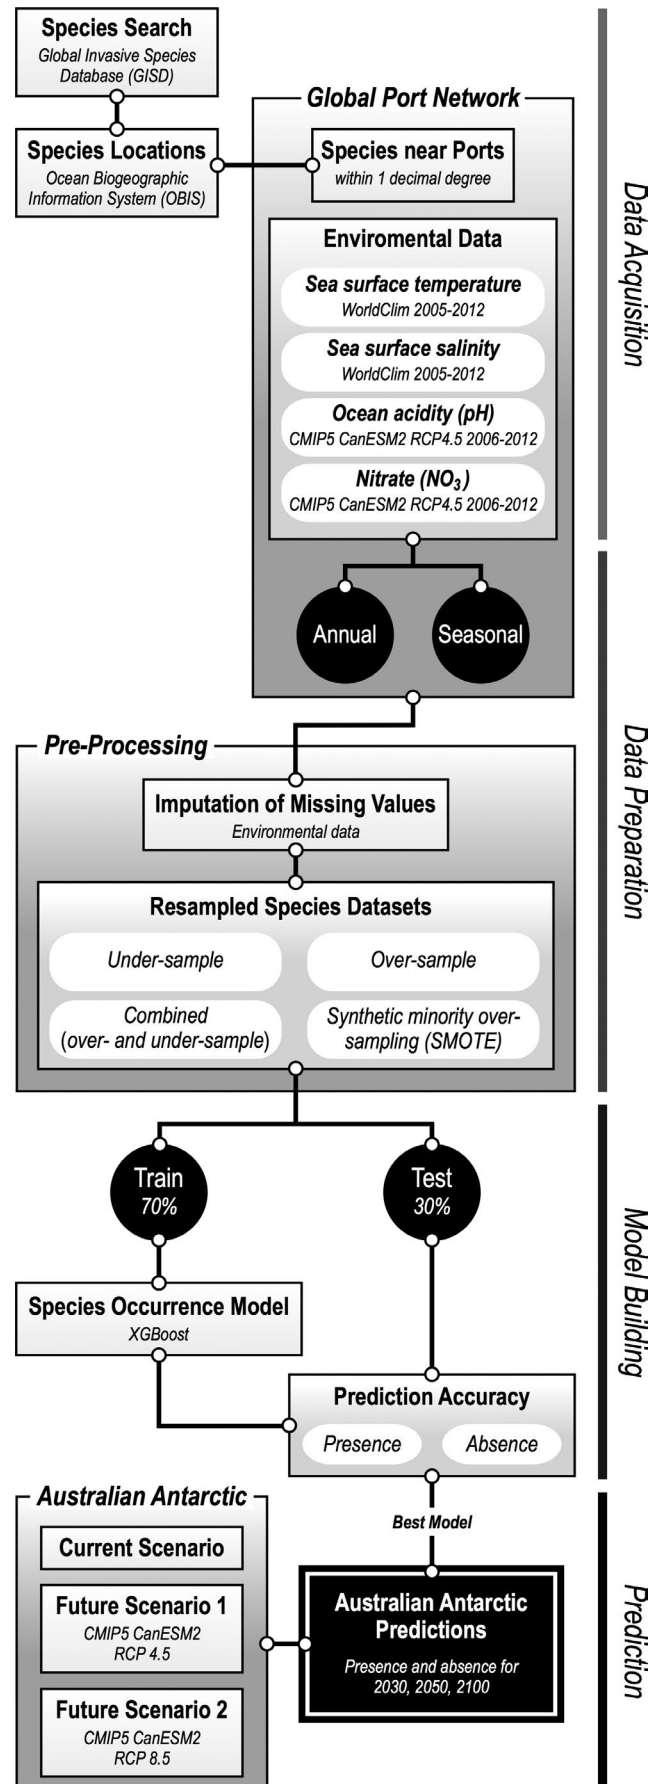 Species Search
Global Invasive Species
Database (GISD)
Species Locations
Ocean Biogeographic
Information System (OBIS)
Global Port Network
Species near Ports
within 1 decimal degree
Enviromental Data
Sea surface temperature
WorldClim 2005-2012
Sea surface salinity
WorldClim 2005-2012
Ocean acidity (pH)
CMIP5 CanESM2 RCP4.5 2006-2012
Nitrate (NO₃)
CMIP5 CanESM2 RCP4.5 2006-2012
Annual
Seasonal
Data Acquisition
Pre-Processing
Imputation of Missing Values
Environmental data
Resampled Species Datasets
Under-sample
Over-sample
Combined
(over- and under-sample)
Synthetic minority over-
sampling (SMOTE)
Data Preparation
Train
70%
Test
30%
Species Occurrence Model
XGBoost
Prediction Accuracy
Presence
Absence
Model Building
Best Model
Australian Antarctic
Current Scenario
Future Scenario 1
CMIP5 CanESM2
RCP 4.5
Future Scenario 2
CMIP5 CanESM2
RCP 8.5
Australian Antarctic
Predictions
Presence and absence for
2030, 2050, 2100
Prediction